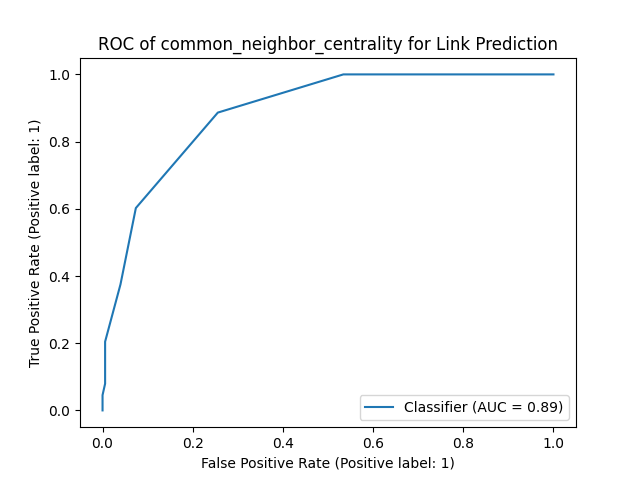 ROC of common_neighbor_centrality for Link Prediction
1.0
0.8
0.6
0.4
0.2
0.0
True Positive Rate (Positive label: 1)
Classifier (AUC = 0.89)
0.0 0.2 0.4 0.6 0.8 1.0
False Positive Rate (Positive label: 1)